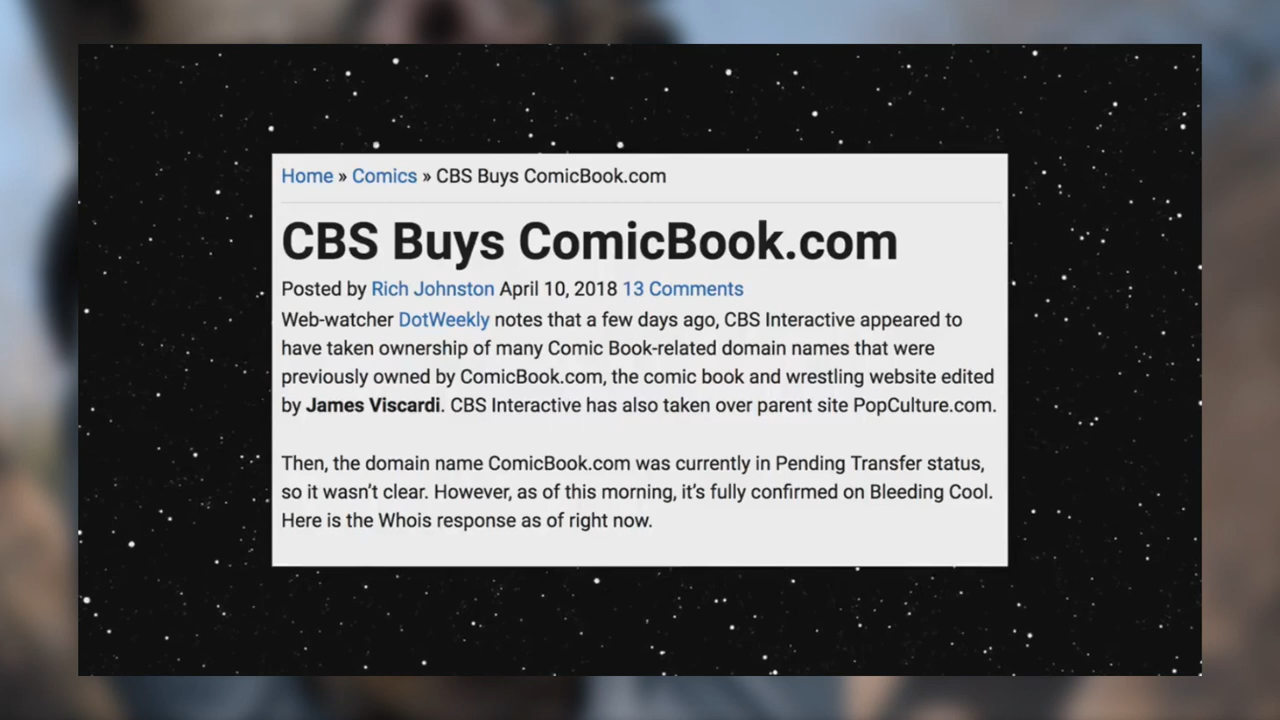 Home » Comics » CBS Buys ComicBook.com
CBS Buys ComicBook.com
Posted by Rich Johnston April 10, 2018 13 Comments
Web-watcher DotWeekly notes that a few days ago, CBS Interactive appeared to
have taken ownership of many Comic Book-related domain names that were
previously owned by ComicBook.com, the comic book and wrestling website edited
by James Viscardi. CBS Interactive has also taken over parent site PopCulture.com.
Then, the domain name ComicBook.com was currently in Pending Transfer status,
so it wasn’t clear. However, as of this morning, it’s fully confirmed on Bleeding Cool.
Here is the Whois response as of right now.